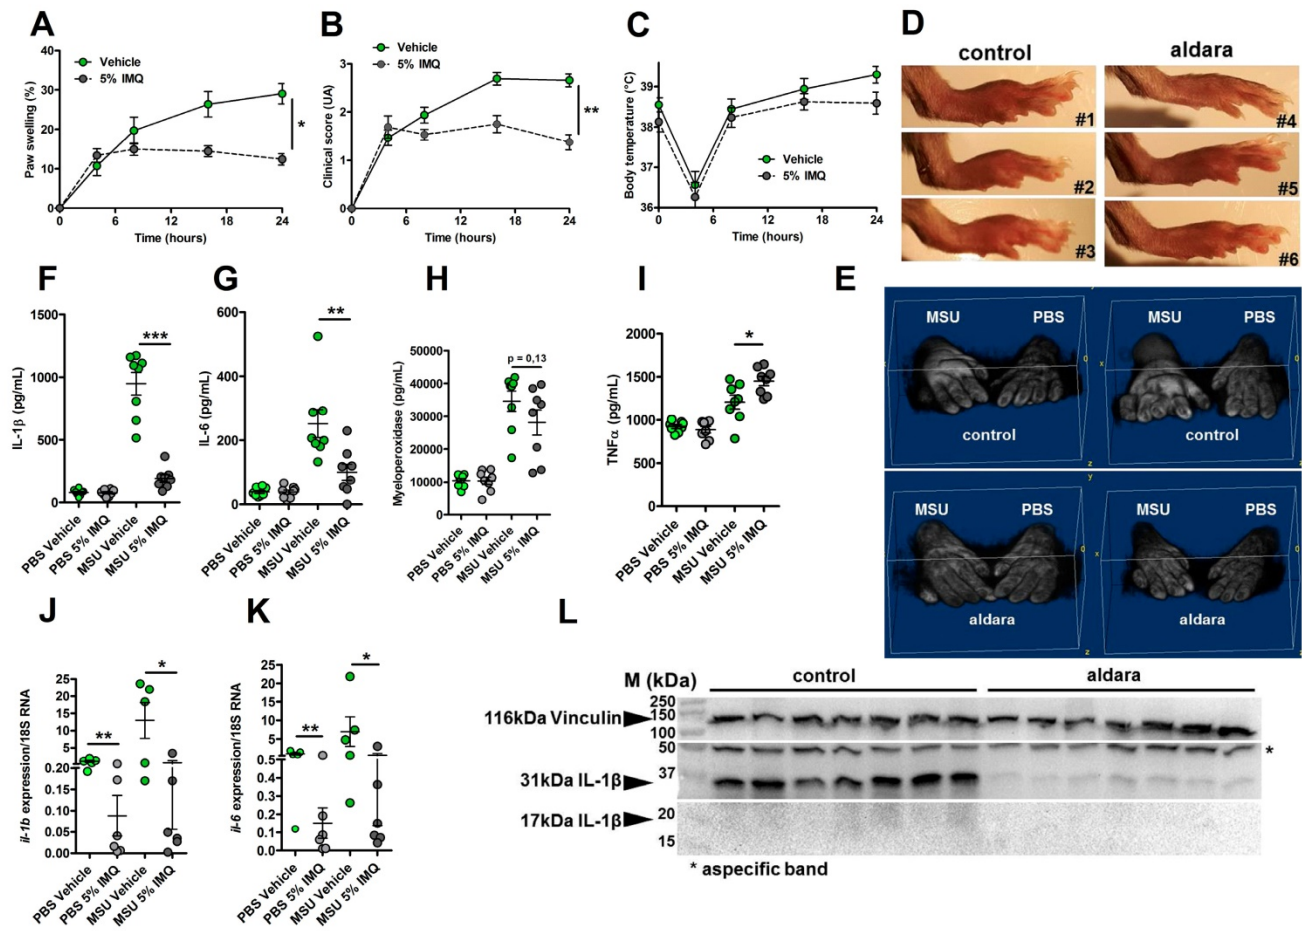 A
Vehicle
5% IMQ
Paw swelling (%)
40
30
20
10
0
0 6 12 18 24
Time (hours)
*
B
Vehicle
5% IMQ
Clinical score (UA)
3
2
1
0
0 6 12 18 24
Time (hours)
**
C
Body temperature (°C)
39
38
37
36
Vehicle
5% IMQ
0 6 12 18 24
Time (hours)
D
control aldara
#1 #4
#2 #5
#3 #6
F
IL-1β (pg/mL)
1500
1000
500
0
***
PBS Vehicle
PBS 5% IMQ
MSU Vehicle
MSU 5% IMQ
G
IL-6 (pg/mL)
600
400
200
0
**
PBS Vehicle
PBS 5% IMQ
MSU Vehicle
MSU 5% IMQ
H
Myeloperoxidase (pg/mL)
50000
40000
30000
20000
10000
0
p = 0,13
PBS Vehicle
PBS 5% IMQ
MSU Vehicle
MSU 5% IMQ
I
TNFα (pg/mL)
2000
1500
1000
500
0
*
PBS Vehicle
PBS 5% IMQ
MSU Vehicle
MSU 5% IMQ
E
MSU PBS
control
MSU PBS
control
MSU PBS
aldara
MSU PBS
aldara
x 0 z
x 0 z
y
x 0 z
y
x 0 z
J
il-1b expression/18S RNA
25
20
15
10
5
0.20
0.15
0.10
0.05
0.00
**
*
PBS Vehicle
PBS 5% IMQ
MSU Vehicle
MSU 5% IMQ
K
il-6 expression/18S RNA
25
20
15
10
5
0.5
0.4
0.3
0.2
0.1
0.0
**
*
PBS Vehicle
PBS 5% IMQ
MSU Vehicle
MSU 5% IMQ
L
M (kDa) control aldara
116kDa Vinculin
250
150
100
50
*
31kDa IL-1β
37
17kDa IL-1β
20
15
* aspecific band